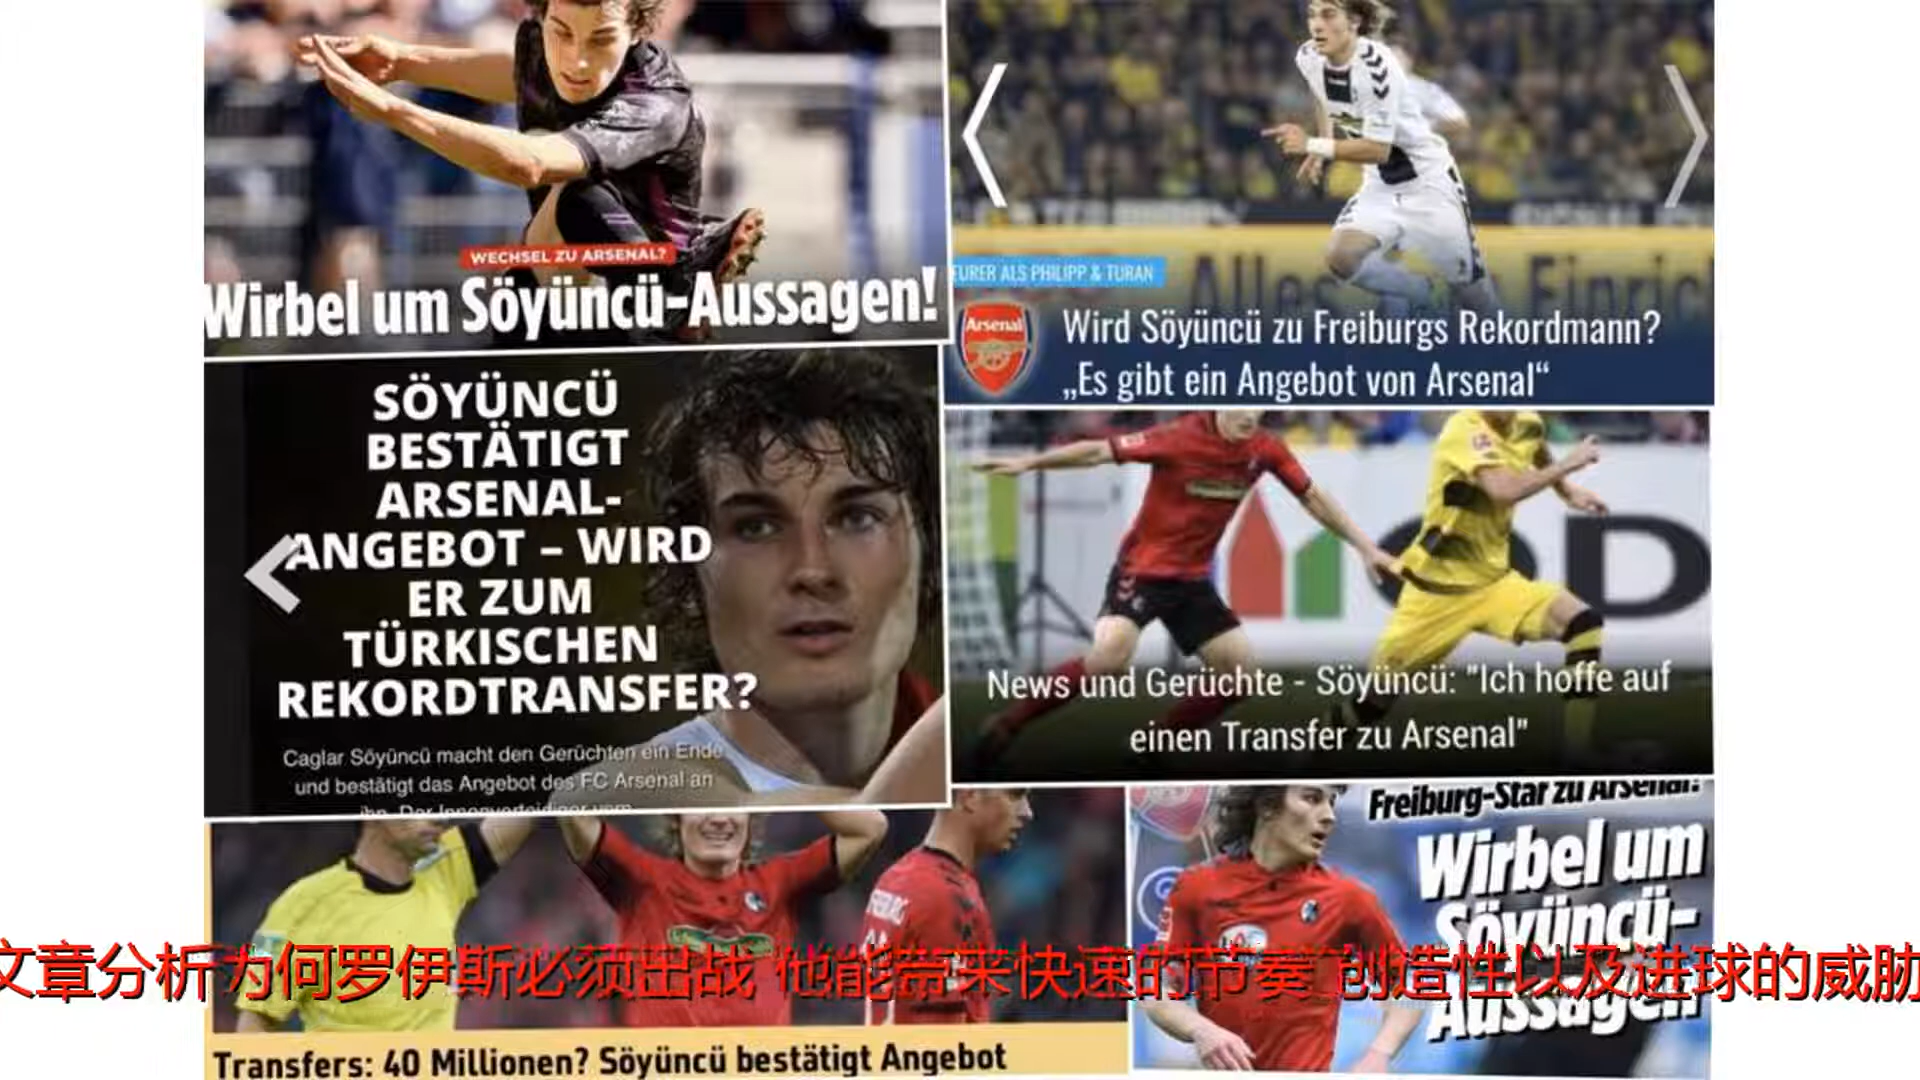 WECHSEL ZU ARSENAL?
Wirbel um Söyüncü-Aussagen!
EURER ALS PHILIPP & TURAN
Arsenal
Wird Söyüncü zu Freiburgs Rekordmann?
„Es gibt ein Angebot von Arsenal“
SÖYÜNCÜ
BESTÄTIGT
ARSENAL-
ANGEBOT – WIRD
ER ZUM
TÜRKISCHEN
REKORDTRANSFER?
Caglar Söyüncü macht den Gerüchten ein Ende
und bestätigt das Angebot des FC Arsenal an
ihn. Der Innenverteidiger vom
News und Gerüchte - Söyüncü: "Ich hoffe auf
einen Transfer zu Arsenal"
Freiburg-Star zu Arsenal?
Wirbel um
Söyüncü-
Aussagen
文章分析为何罗伊斯必须出战 他能带来快速的节奏 创造性以及进球的威胁
Transfers: 40 Millionen? Söyüncü bestätigt Angebot